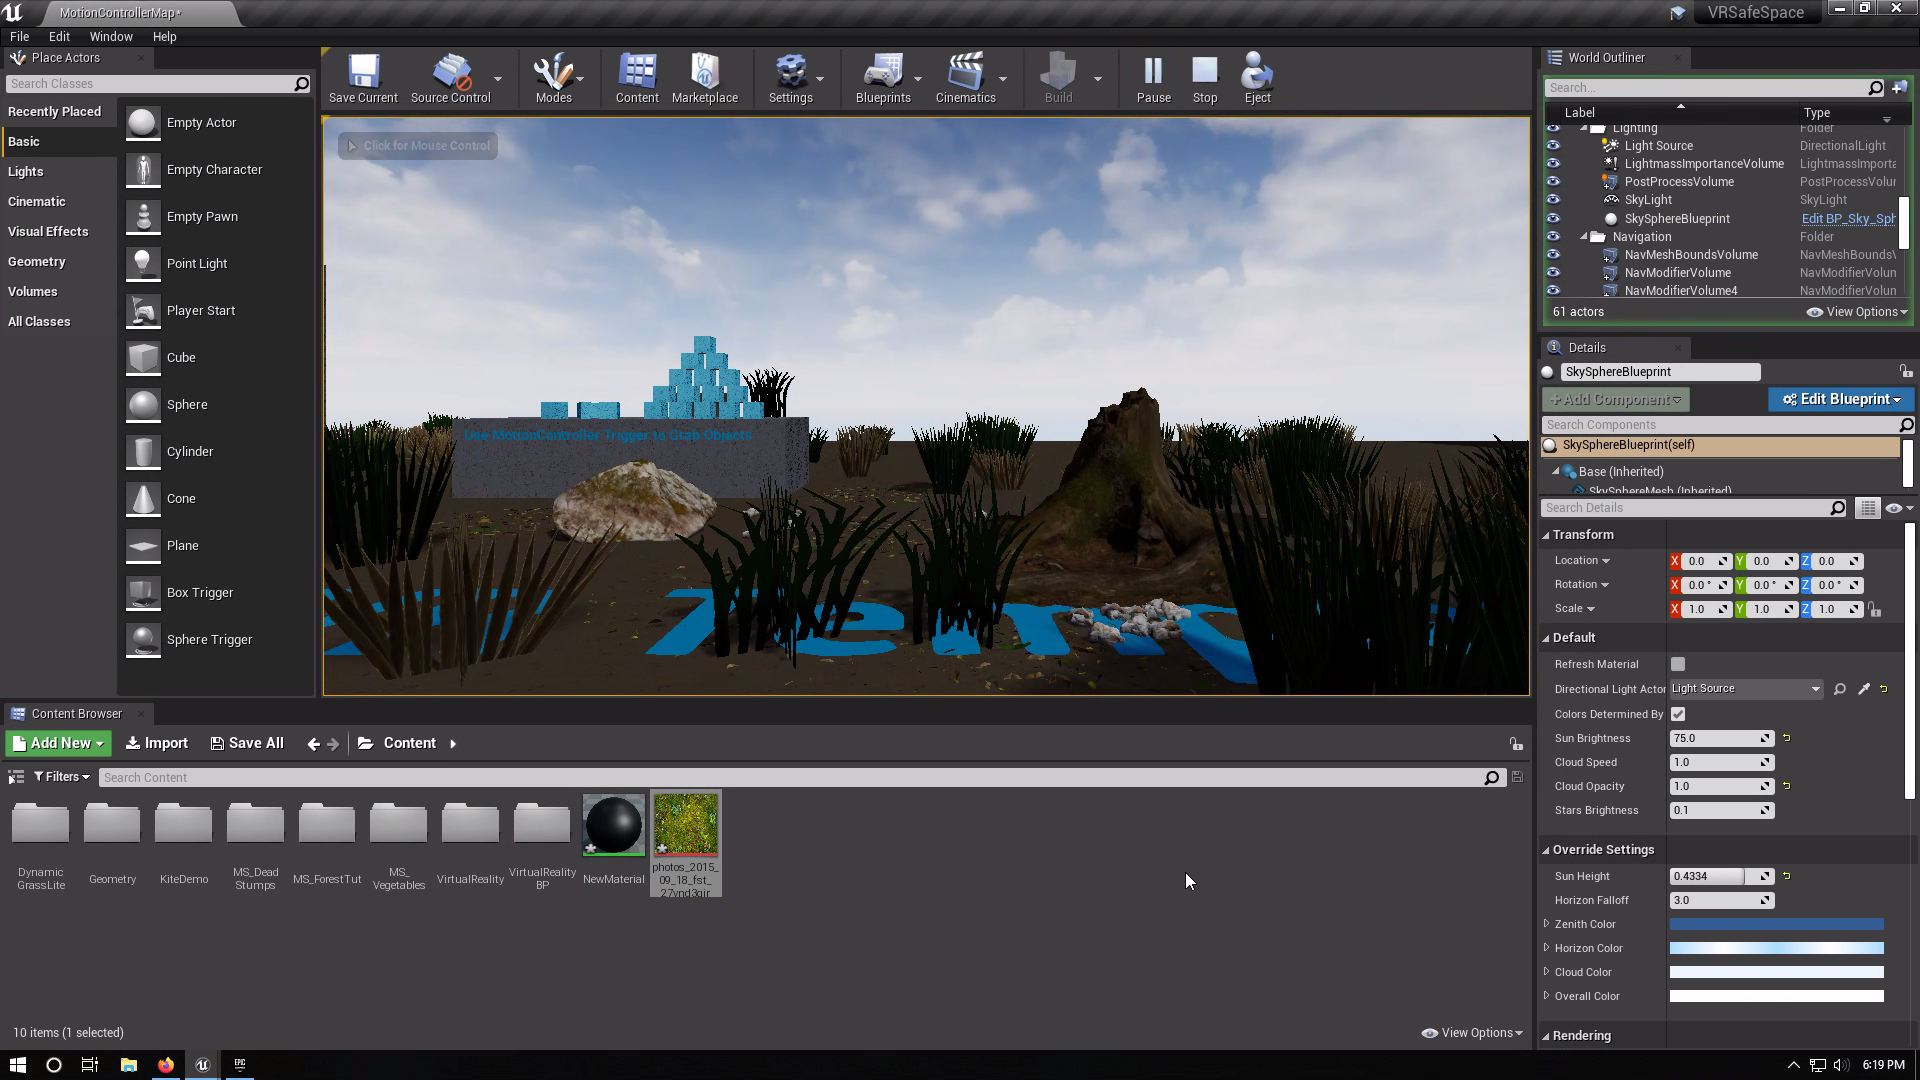 MotionControllerMap*
VRSafeSpace
File Edit Window Help
Place Actors
Search Classes
Recently Placed
Basic
Lights
Cinematic
Visual Effects
Geometry
Volumes
All Classes
Empty Actor
Empty Character
Empty Pawn
Point Light
Player Start
Cube
Sphere
Cylinder
Cone
Plane
Box Trigger
Sphere Trigger
Save Current Source Control Modes Content Marketplace Settings Blueprints Cinematics Build Pause Stop Eject
Click for Mouse Control
Use MotionController Trigger to Grab Objects
World Outliner
Search...
Label Type
Lighting Folder
Light Source DirectionalLight
LightmassImportanceVolume LightmassImporta
PostProcessVolume PostProcessVolur
SkyLight SkyLight
SkySphereBlueprint Edit BP_Sky_Sph
Navigation Folder
NavMeshBoundsVolume NavMeshBoundsV
NavModifierVolume NavModifierVolun
NavModifierVolume4 NavModifierVolun
61 actors View Options
Details
SkySphereBlueprint
+ Add Component Edit Blueprint
Search Components
SkySphereBlueprint(self)
Base (Inherited)
SkySphereMesh (Inherited)
Search Details
Transform
Location X 0.0 Y 0.0 Z 0.0
Rotation X 0.0 ° Y 0.0 ° Z 0.0 °
Scale X 1.0 Y 1.0 Z 1.0
Default
Refresh Material
Directional Light Actor Light Source
Colors Determined By
Sun Brightness 75.0
Cloud Speed 1.0
Cloud Opacity 1.0
Stars Brightness 0.1
Override Settings
Sun Height 0.4334
Horizon Falloff 3.0
Zenith Color
Horizon Color
Cloud Color
Overall Color
Rendering
Content Browser
Add New Import Save All Content
Filters Search Content
Dynamic
GrassLite
Geometry
KiteDemo
MS_Dead
Stumps
MS_ForestTut
MS_
Vegetables
VirtualReality
VirtualReality
BP
NewMaterial
photos_2015_
09_18_fst_
10 items (1 selected) View Options
EPIC
6:19 PM